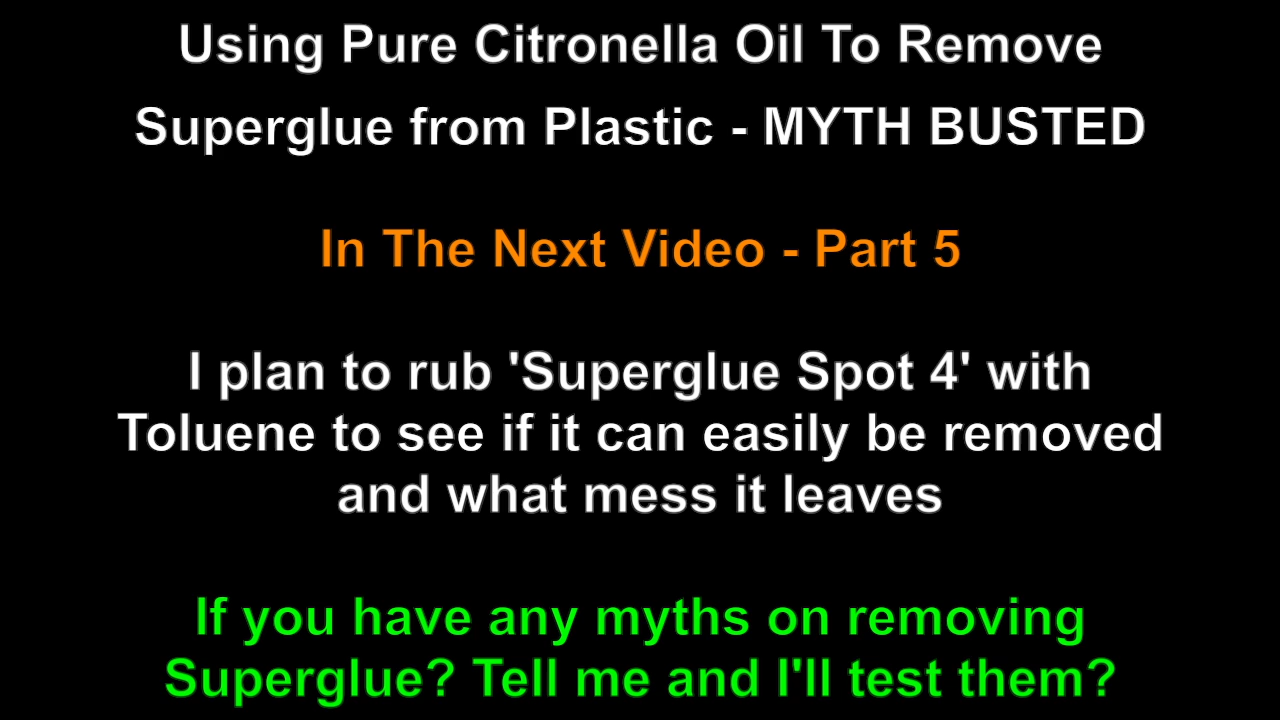 Using Pure Citronella Oil To Remove
Superglue from Plastic - MYTH BUSTED
In The Next Video - Part 5
I plan to rub 'Superglue Spot 4' with
Toluene to see if it can easily be removed
and what mess it leaves
If you have any myths on removing
Superglue? Tell me and I'll test them?